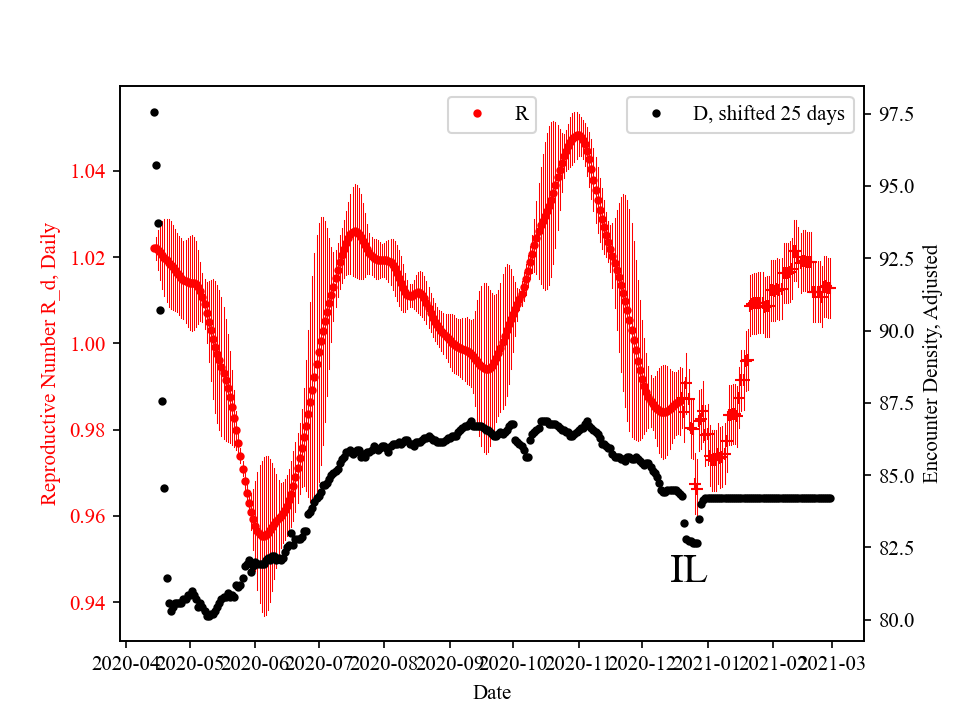 R
D, shifted 25 days
1.04
1.02
1.00
0.98
0.96
0.94
Reproductive Number R_d, Daily
97.5
95.0
92.5
90.0
87.5
85.0
82.5
80.0
Encounter Density, Adjusted
IL
2020-04 2020-05 2020-06 2020-07 2020-08 2020-09 2020-10 2020-11 2020-12 2021-01 2021-02 2021-03
Date